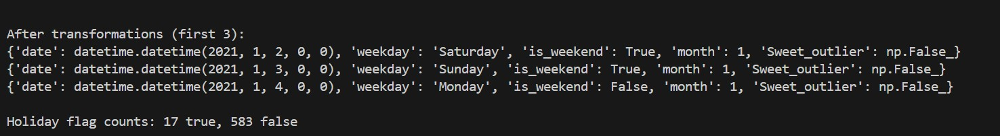 After transformations (first 3):
{'date': datetime.datetime(2021, 1, 2, 0, 0), 'weekday': 'Saturday', 'is_weekend': True, 'month': 1, 'Sweet_outlier': np.False_}
{'date': datetime.datetime(2021, 1, 3, 0, 0), 'weekday': 'Sunday', 'is_weekend': True, 'month': 1, 'Sweet_outlier': np.False_}
{'date': datetime.datetime(2021, 1, 4, 0, 0), 'weekday': 'Monday', 'is_weekend': False, 'month': 1, 'Sweet_outlier': np.False_}
Holiday flag counts: 17 true, 583 false